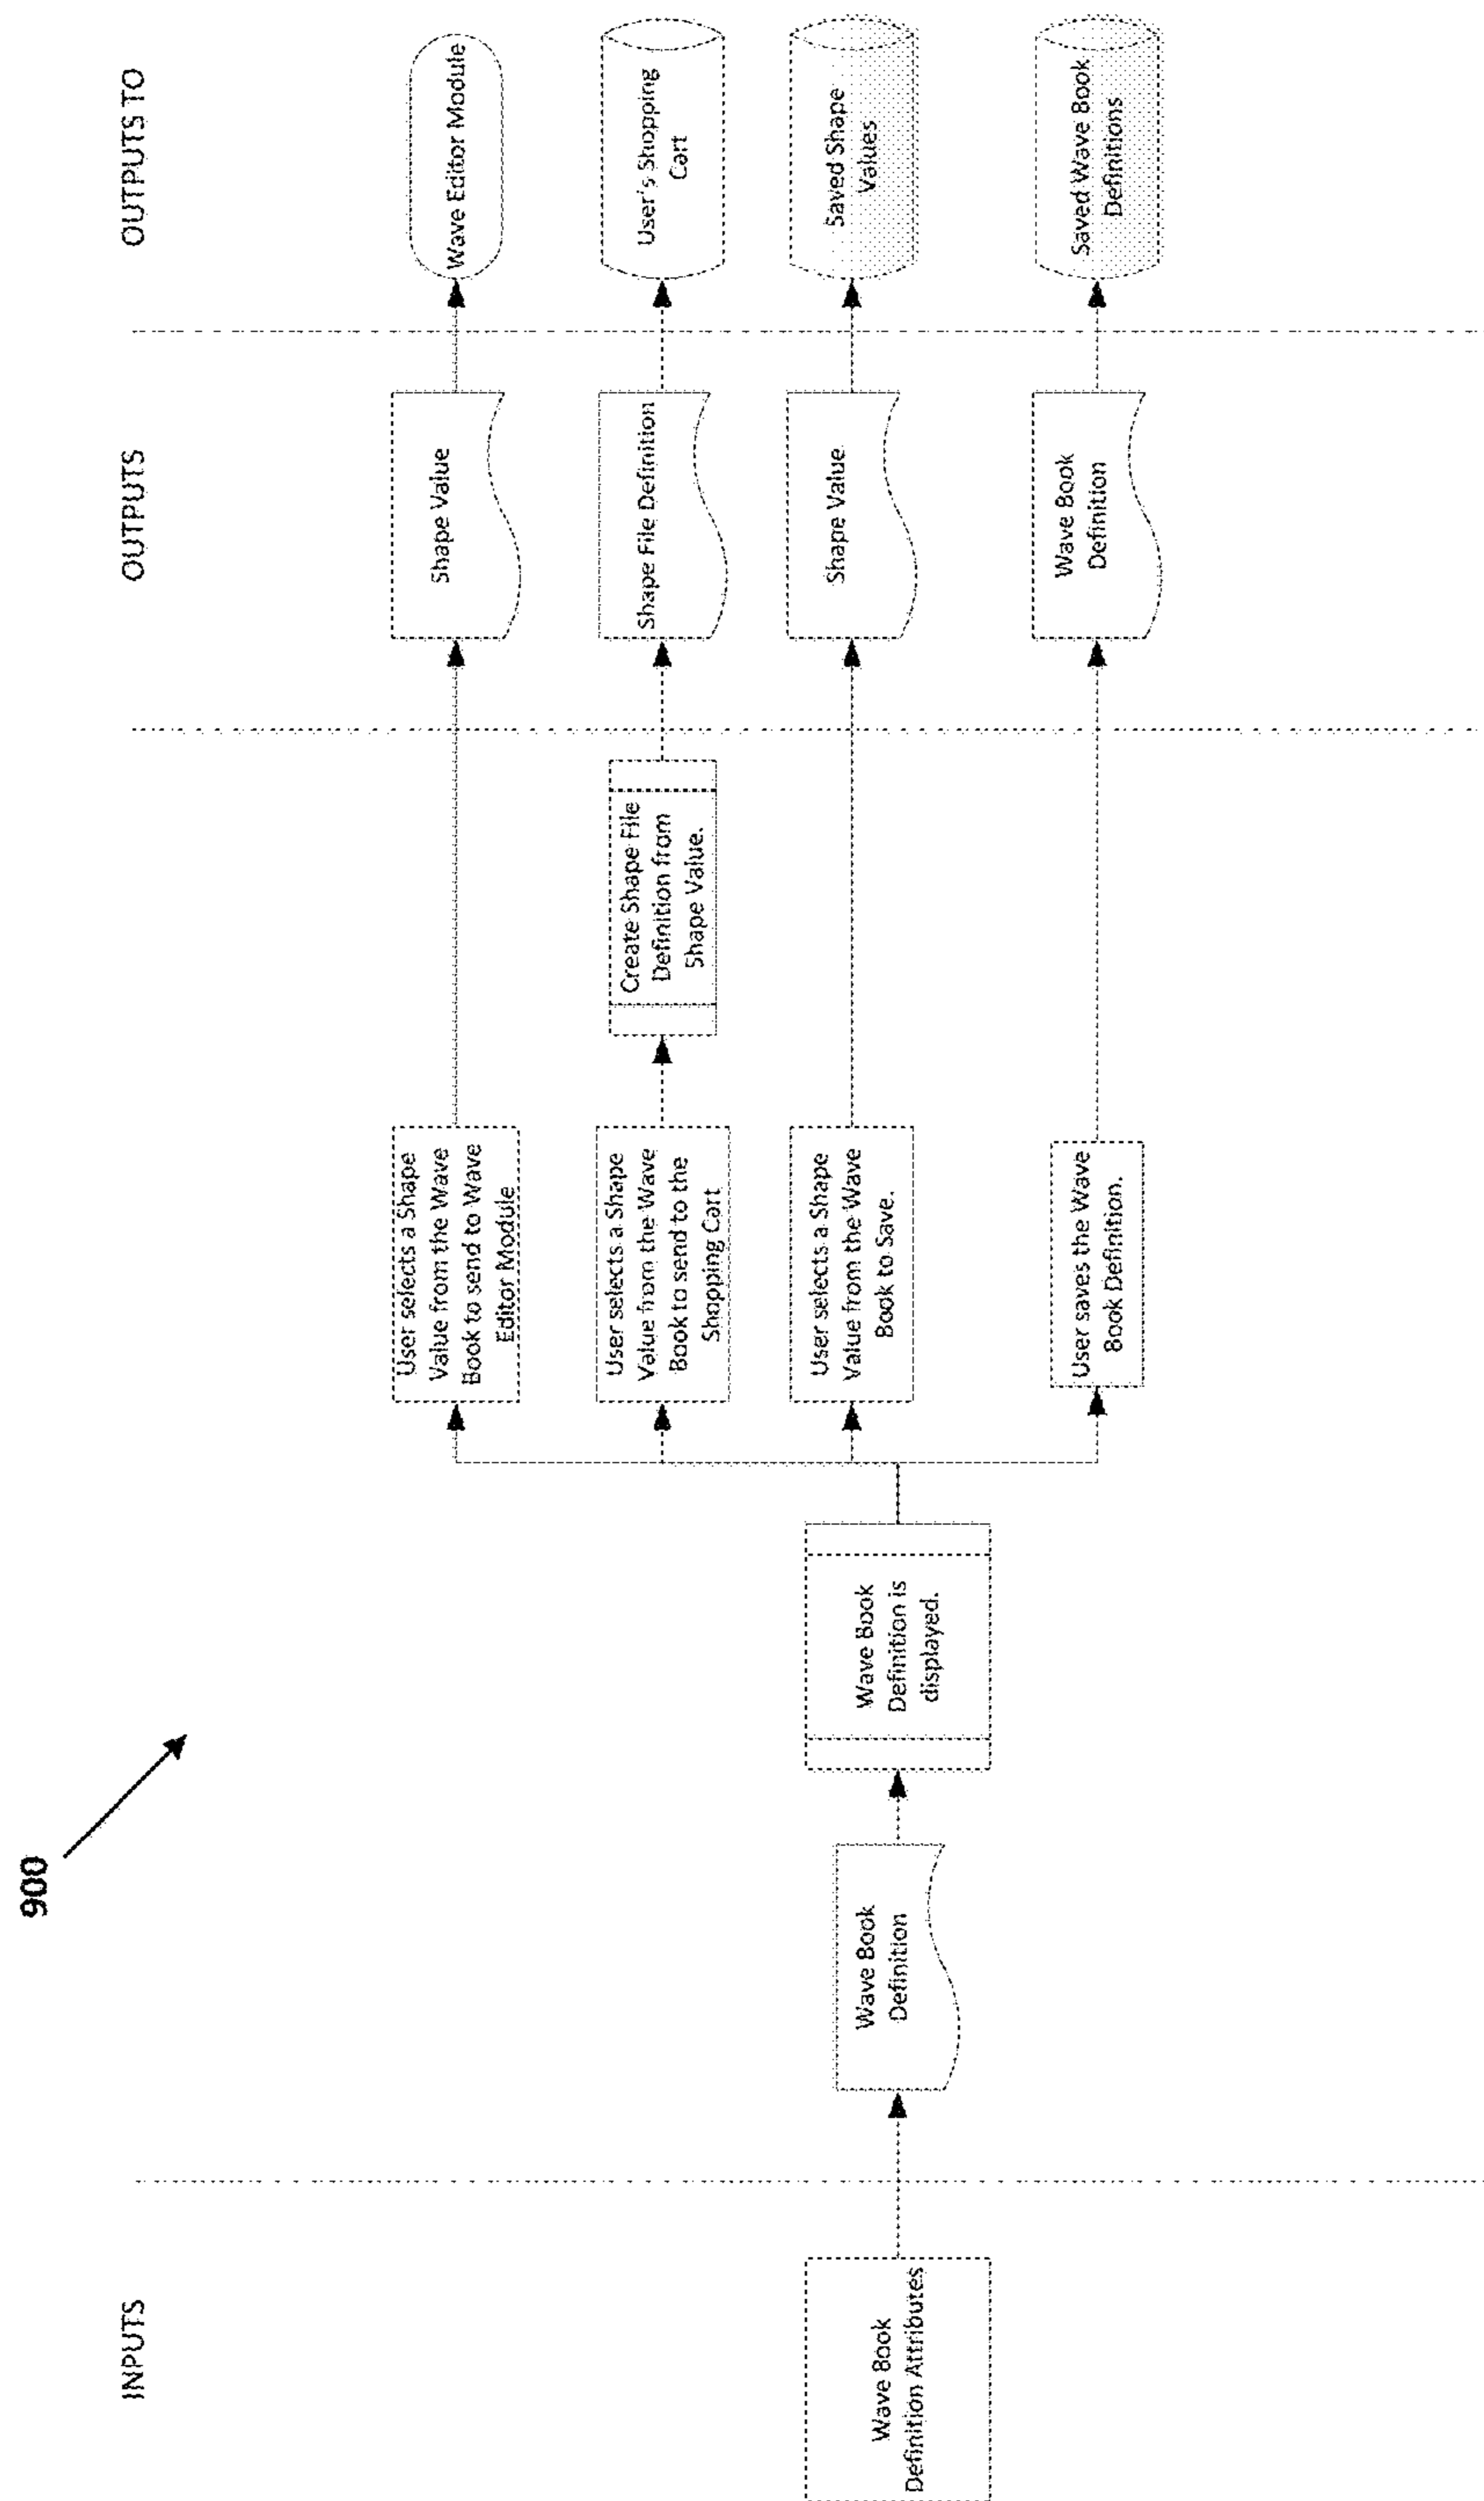 900
INPUTS
OUTPUTS
OUTPUTS TO
Wave Book
Definition Attributes
Wave Book
Definition
Wave Book
Definition is
displayed.
User selects a Shape
Value from the Wave
Book to send to Wave
Editor Module
Shape Value
Wave Editor Module
User selects a Shape
Value from the Wave
Book to send to the
Shopping Cart
Create Shape File
Definition from
Shape Value.
Shape File Definition
User's Shopping
Cart
User selects a Shape
Value from the Wave
Book to Save.
Shape Value
Saved Shape
Values
User saves the Wave
Book Definition.
Wave Book
Definition
Saved Wave Book
Definitions